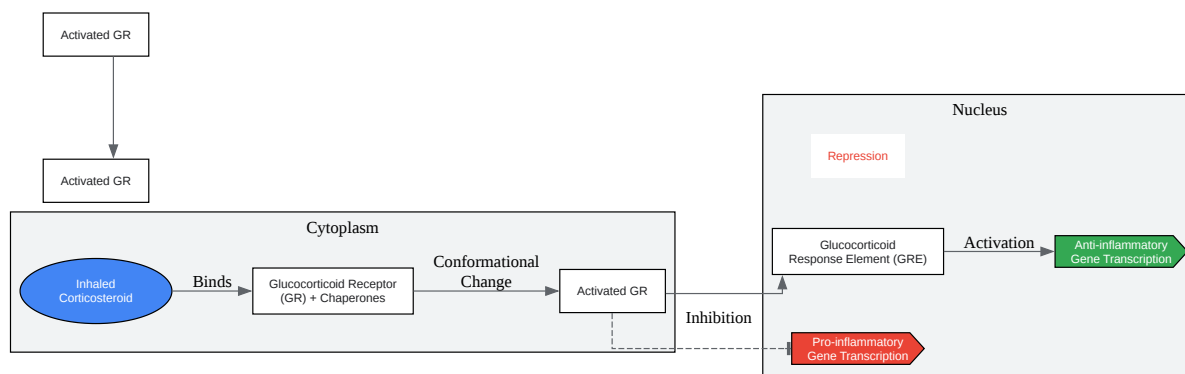 Activated GR
Activated GR
Cytoplasm
Inhaled
Corticosteroid
Binds
Glucocorticoid Receptor
(GR) + Chaperones
Conformational
Change
Activated GR
Inhibition
Nucleus
Repression
Glucocorticoid
Response Element (GRE)
Activation
Anti-inflammatory
Gene Transcription
Pro-inflammatory
Gene Transcription